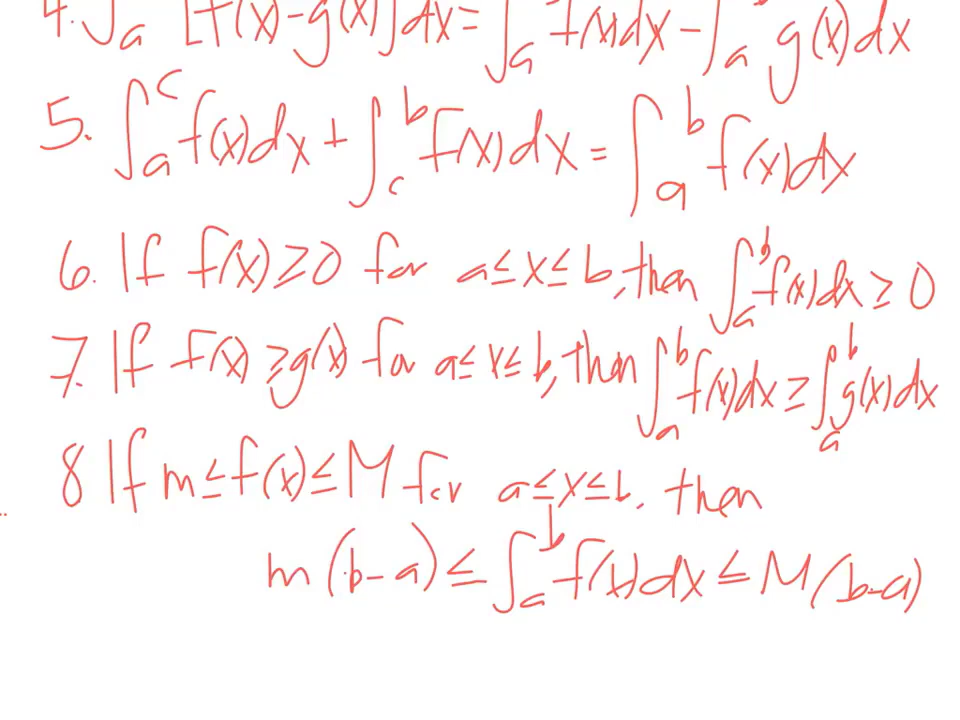 4. ∫ₐ [f(x)-g(x)]dx = ∫ₐ f(x)dx - ∫ₐ g(x)dx
5. ∫ₐᶜ f(x)dx + ∫_c^b f(x)dx = ∫ₐᵇ f(x)dx
6. If f(x) ≥ 0 for a ≤ x ≤ b, then ∫ₐᵇ f(x)dx ≥ 0
7. If f(x) ≥ g(x) for a ≤ x ≤ b, then ∫ₐᵇ f(x)dx ≥ ∫ₐᵇ g(x)dx
8 If m ≤ f(x) ≤ M for a ≤ x ≤ b, then
m(b-a) ≤ ∫ₐᵇ f(x)dx ≤ M(b-a)